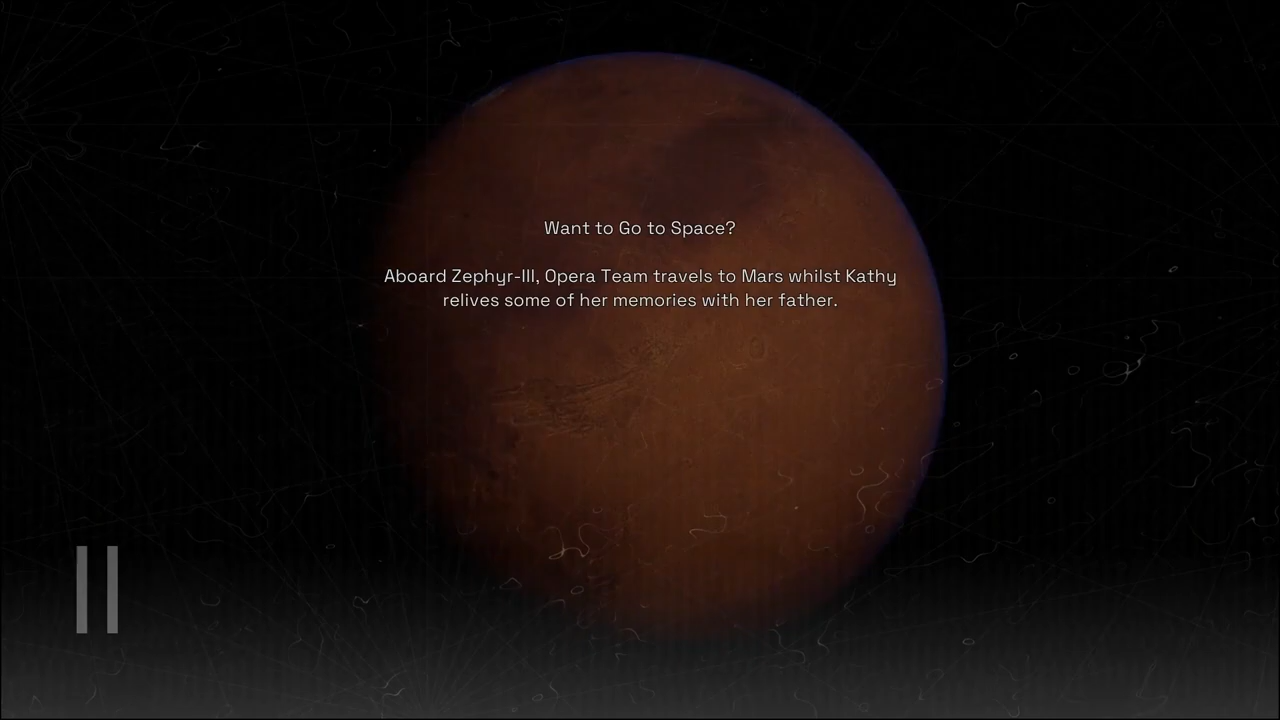 Want to Go to Space?
Aboard Zephyr-III, Opera Team travels to Mars whilst Kathy
relives some of her memories with her father.